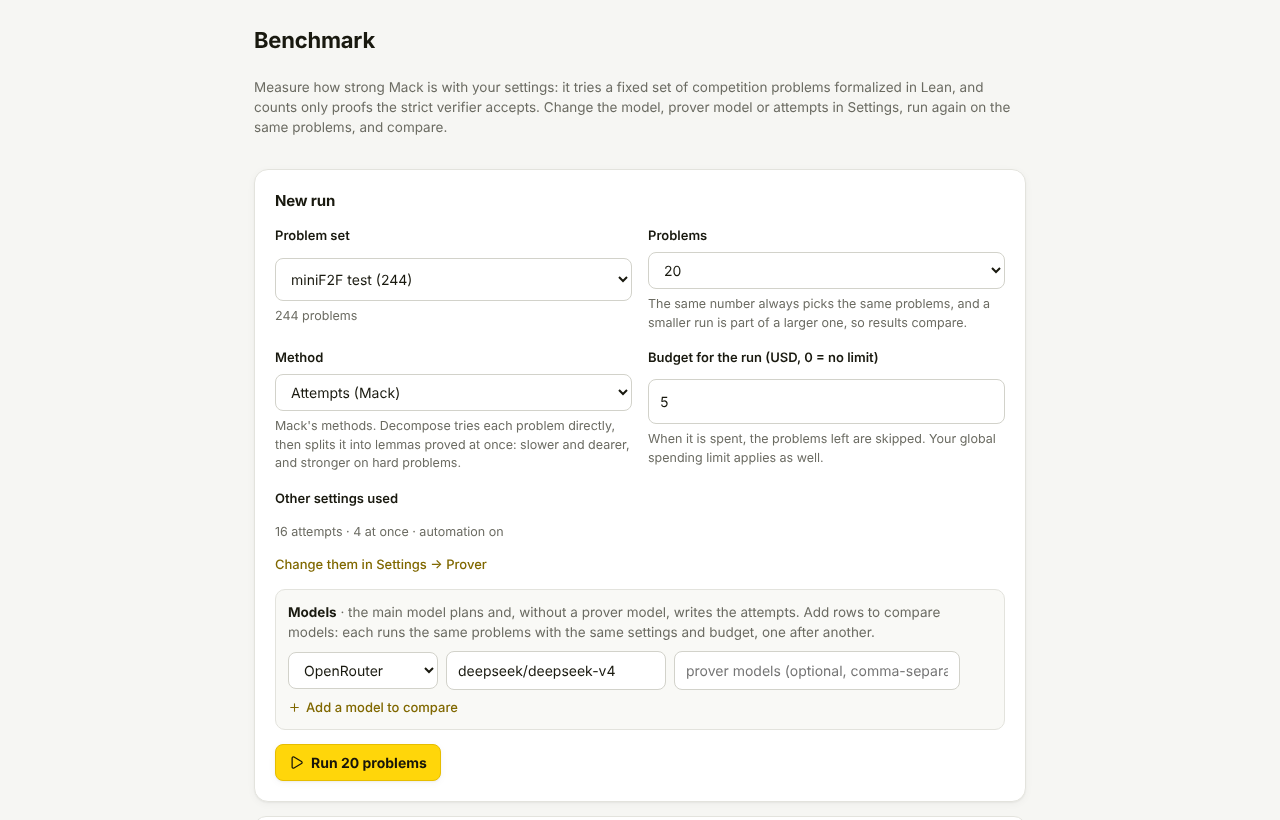 Benchmark
Measure how strong Mack is with your settings: it tries a fixed set of competition problems formalized in Lean, and
counts only proofs the strict verifier accepts. Change the model, prover model or attempts in Settings, run again on the
same problems, and compare.
New run
Problem set
miniF2F test (244)
244 problems
Problems
20
The same number always picks the same problems, and a
smaller run is part of a larger one, so results compare.
Method
Attempts (Mack)
Mack's methods. Decompose tries each problem directly,
then splits it into lemmas proved at once: slower and dearer,
and stronger on hard problems.
Budget for the run (USD, 0 = no limit)
5
When it is spent, the problems left are skipped. Your global
spending limit applies as well.
Other settings used
16 attempts · 4 at once · automation on
Change them in Settings → Prover
Models · the main model plans and, without a prover model, writes the attempts. Add rows to compare
models: each runs the same problems with the same settings and budget, one after another.
OpenRouter
deepseek/deepseek-v4
prover models (optional, comma-separa
+ Add a model to compare
Run 20 problems